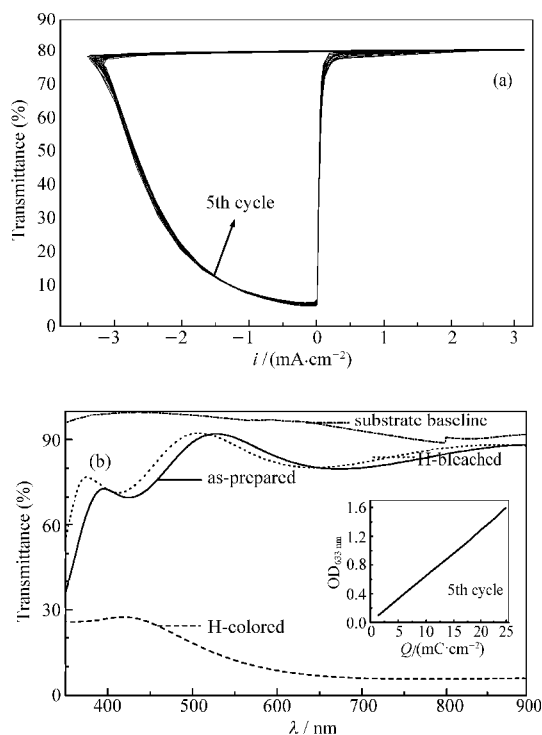 90
80
70
60
50
40
30
20
10
0
Transmittance (%)
(a)
5th cycle
−3
−2
−1
0
1
2
3
i / (mA·cm−2)
90
60
30
0
Transmittance (%)
(b)
substrate baseline
H-bleached
as-prepared
H-colored
1.6
1.2
0.8
0.4
0.0
OD633 nm
5th cycle
0
5
10
15
20
25
Q/(mC·cm−2)
400
500
600
700
800
900
λ / nm